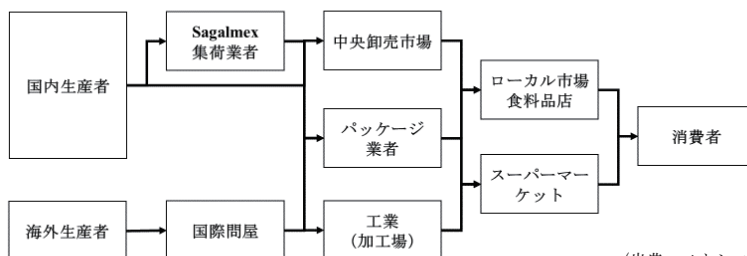 Sagalmex
集荷業者
中央卸売市場
国内生産者
ローカル市場
食料品店
パッケージ
業者
消費者
スーパーマー
ケット
海外生産者
国際問屋
工業
(加工場)